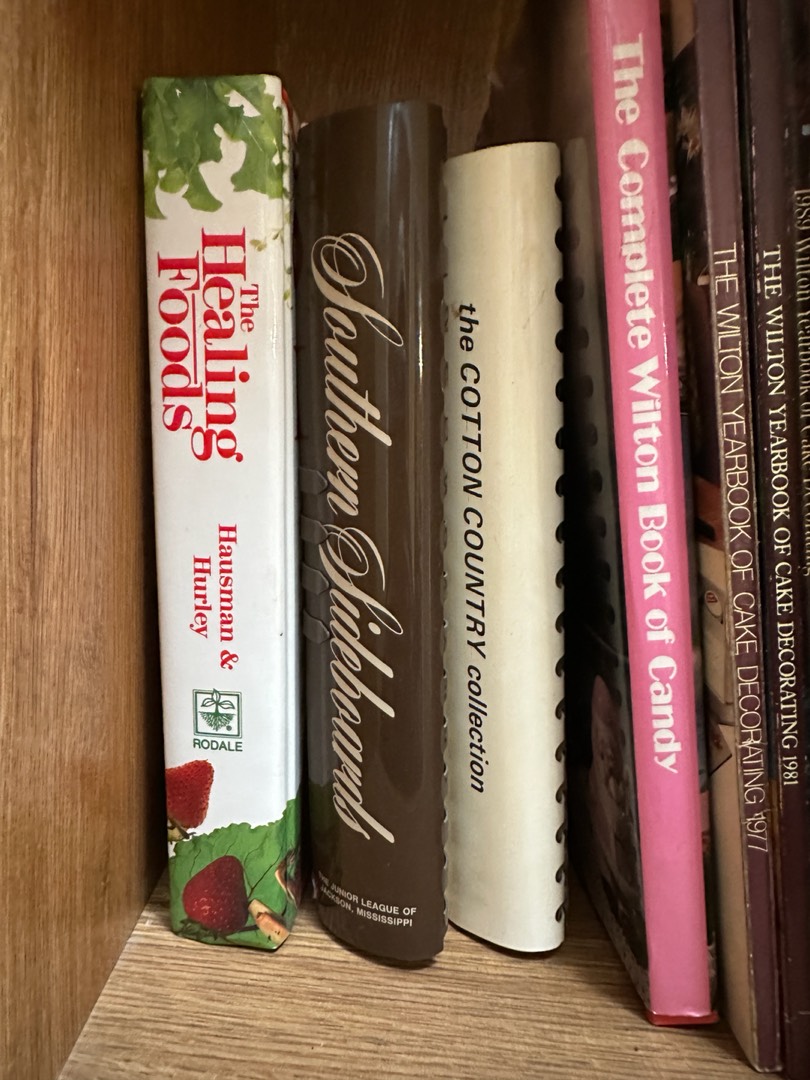 The
Healing
Foods
Hausman &
Hurley
RODALE
Southern Sideboards
THE JUNIOR LEAGUE OF
JACKSON, MISSISSIPPI
the COTTON COUNTRY collection
The Complete Wilton Book of Candy
THE WILTON YEARBOOK OF CAKE DECORATING 1977
THE WILTON YEARBOOK OF CAKE DECORATING 1981